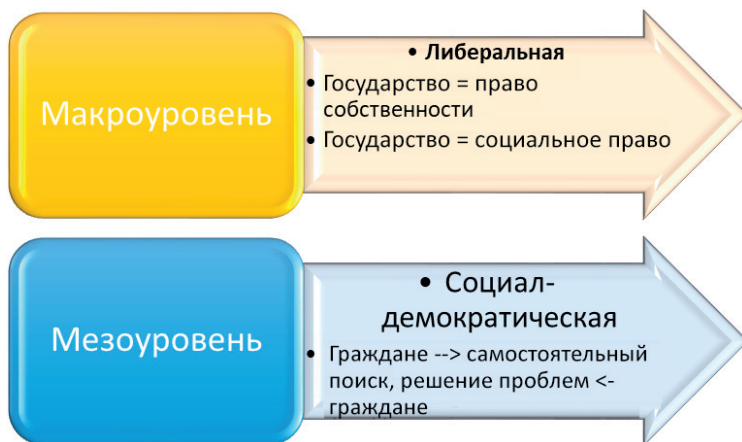 Макроуровень
• Либеральная
• Государство = право
собственности
• Государство = социальное право
Мезоуровень
• Социал-
демократическая
• Граждане --> самостоятельный
поиск, решение проблем <-
граждане